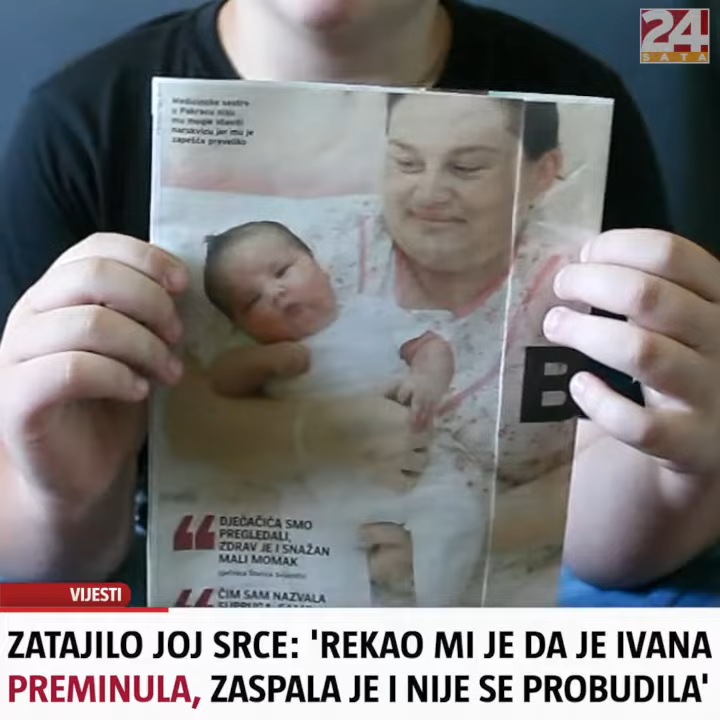 24
SATA
Medicinske sestre
u Pakracu nisu
mu mogle staviti
narukvicu jer mu je
zapešće preveliko
B
DJEČAČIĆA SMO
PREGLEDALI,
ZDRAV JE I SNAŽAN
MALI MOMAK
ČIM SAM NAZVALA
VIJESTI
ZATAJILO JOJ SRCE: 'REKAO MI JE DA JE IVANA
PREMINULA, ZASPALA JE I NIJE SE PROBUDILA'